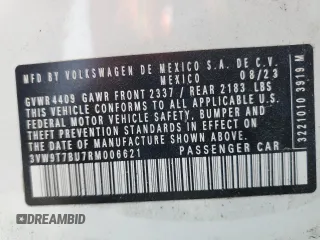 MFD BY VOLKSWAGEN DE MEXICO S.A. DE C.V.
MEXICO 08/23
GVWR 4409 GAWR FRONT 2337 / REAR 2183 LBS
THIS VEHICLE CONFORMS TO ALL APPLICABLE U.S.
FEDERAL MOTOR VEHICLE SAFETY, BUMPER, AND
THEFT PREVENTION STANDARDS IN EFFECT ON THE
DATE OF MANUFACTURE SHOWN ABOVE.
3VW9T7BU7RM006621 PASSENGER CAR
3221010 3919 M
DREAMBID